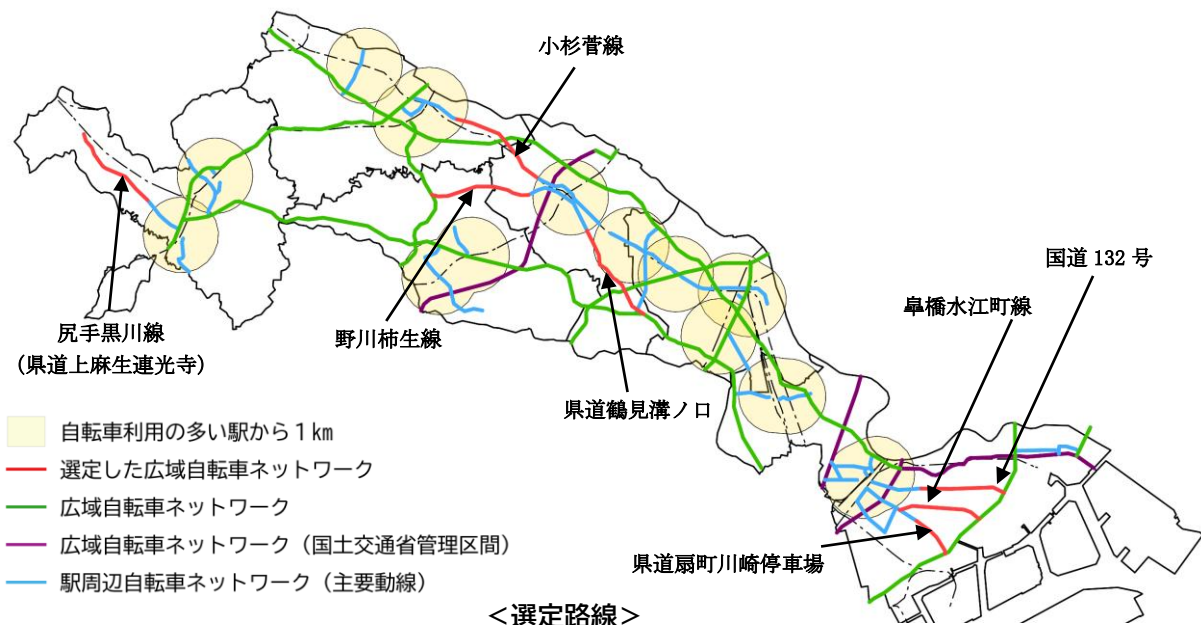 小杉菅線
国道 132 号
皐橋水江町線
尻手黒川線
(県道上麻生連光寺)
野川柿生線
県道鶴見溝ノ口
自転車利用の多い駅から1km
選定した広域自転車ネットワーク
広域自転車ネットワーク
広域自転車ネットワーク（国土交通省管理区間）
駅周辺自転車ネットワーク（主要動線）
県道扇町川崎停車場
＜選定路線＞